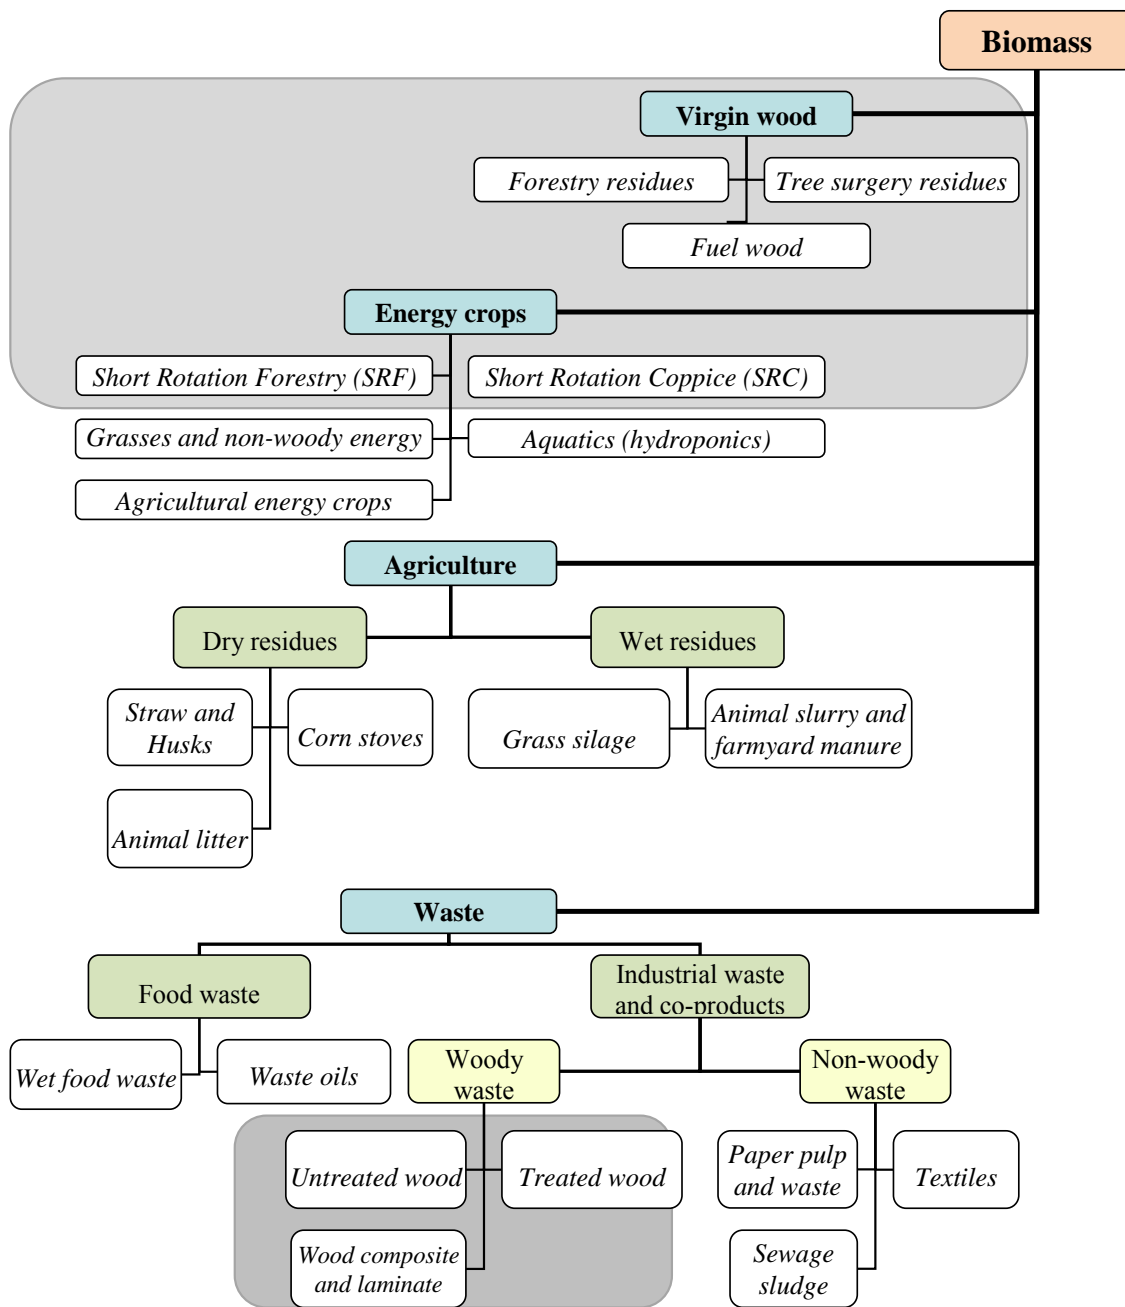 Biomass
Virgin wood
Forestry residues
Tree surgery residues
Fuel wood
Energy crops
Short Rotation Forestry (SRF)
Short Rotation Coppice (SRC)
Grasses and non-woody energy
Aquatics (hydroponics)
Agricultural energy crops
Agriculture
Dry residues
Wet residues
Straw and
Husks
Corn stoves
Grass silage
Animal slurry and
farmyard manure
Animal litter
Waste
Food waste
Industrial waste
and co-products
Wet food waste
Waste oils
Woody
waste
Non-woody
waste
Untreated wood
Treated wood
Paper pulp
and waste
Textiles
Wood composite
and laminate
Sewage
sludge